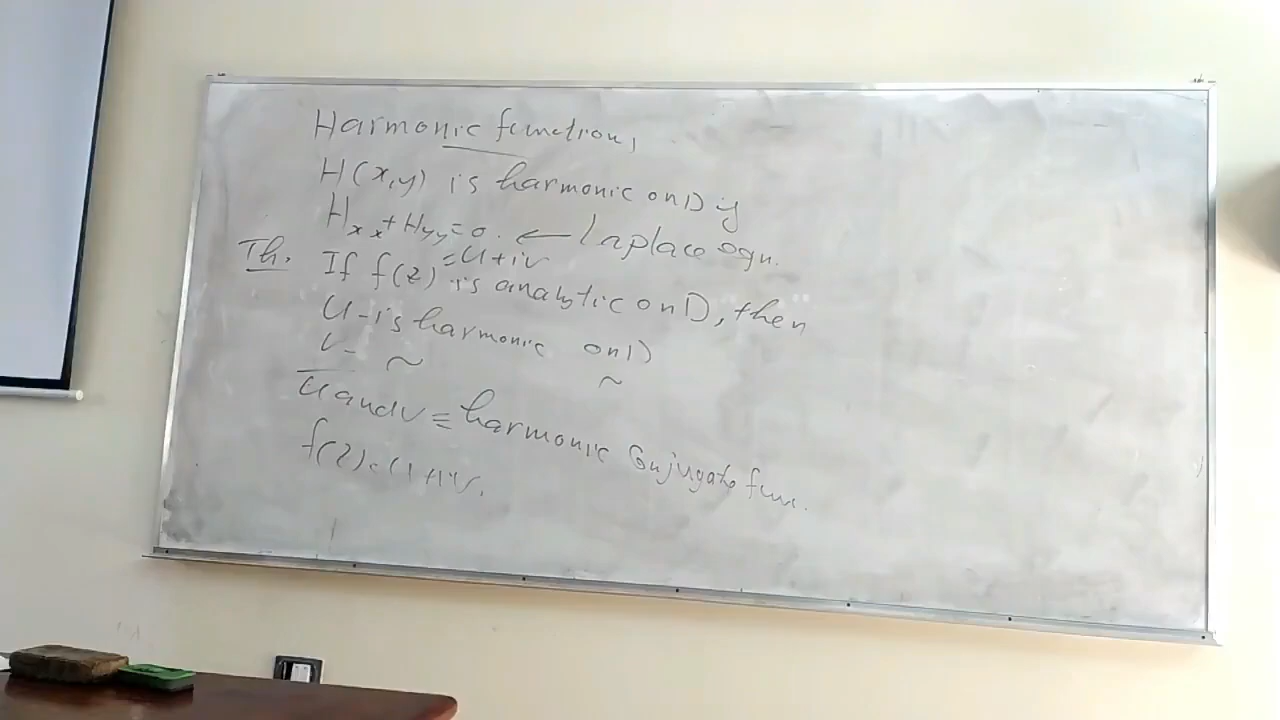 Harmonic function,
H(x,y) is harmonic on D if
Hxx + Hyy = 0. ← Laplace eqn.
= u + iv
Th. If f(z) is analytic on D, then
u - is harmonic on D
v - ~ ~
u and v = harmonic Conjugate func.
f(z) = u + iv.